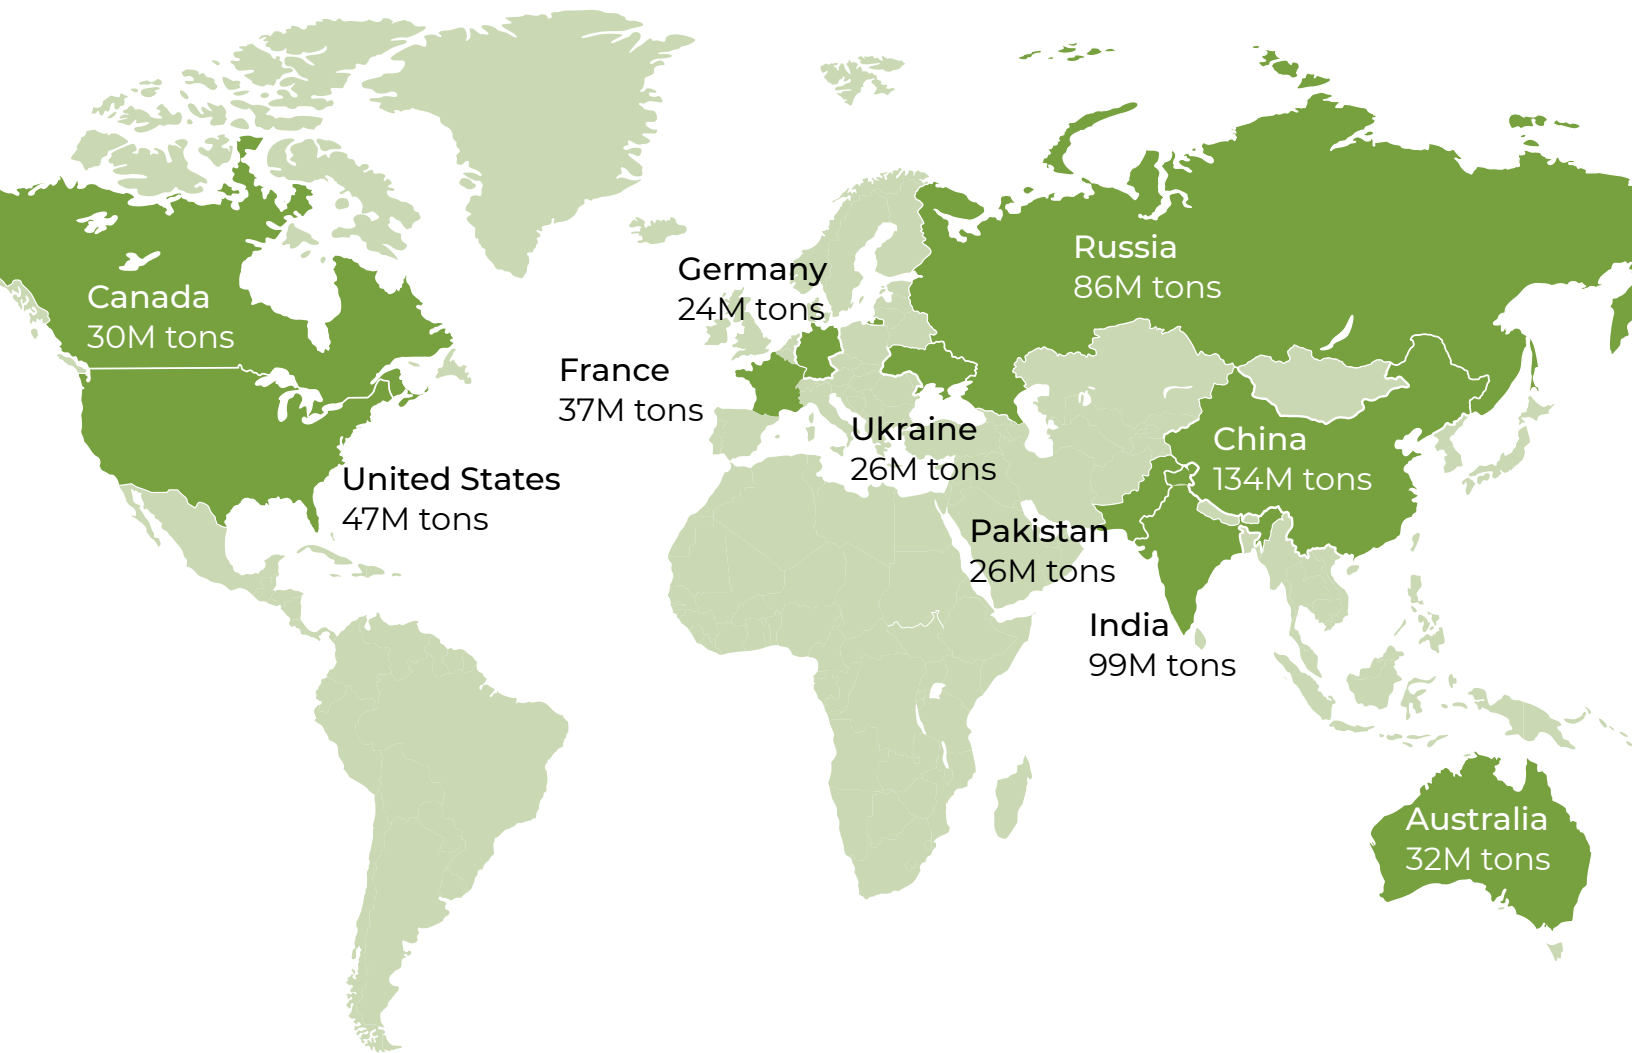 Russia
86M tons
Germany
24M tons
Canada
30M tons
France
37M tons
Ukraine
26M tons
China
134M tons
United States
47M tons
Pakistan
26M tons
India
99M tons
Australia
32M tons